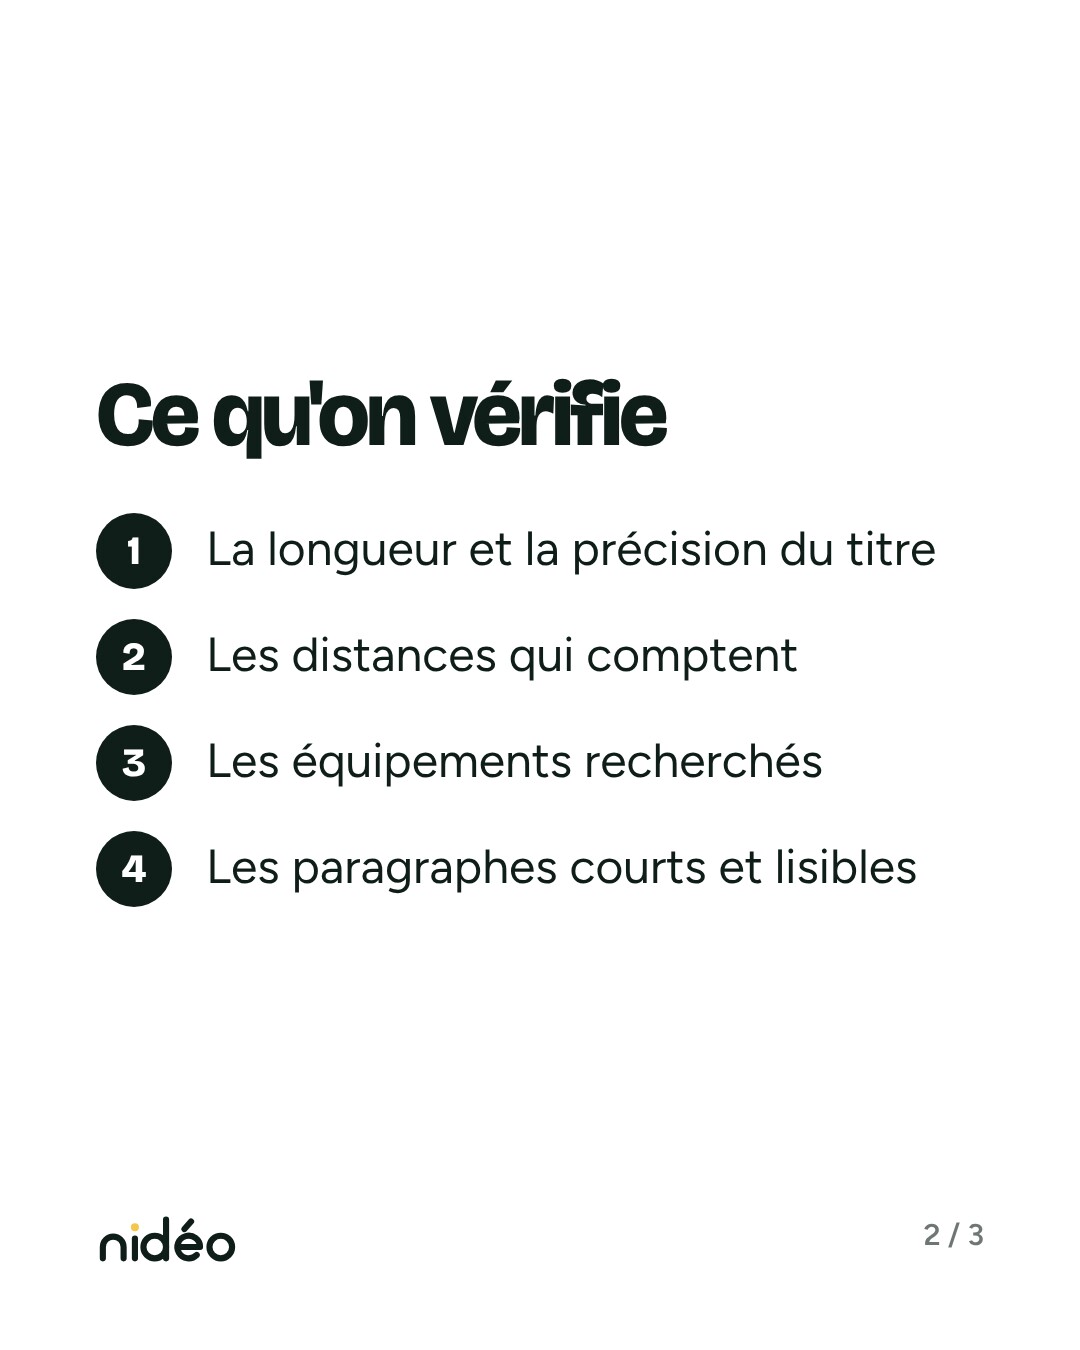 Ce qu'on vérifie
1 La longueur et la précision du titre
2 Les distances qui comptent
3 Les équipements recherchés
4 Les paragraphes courts et lisibles
nidéo
2 / 3